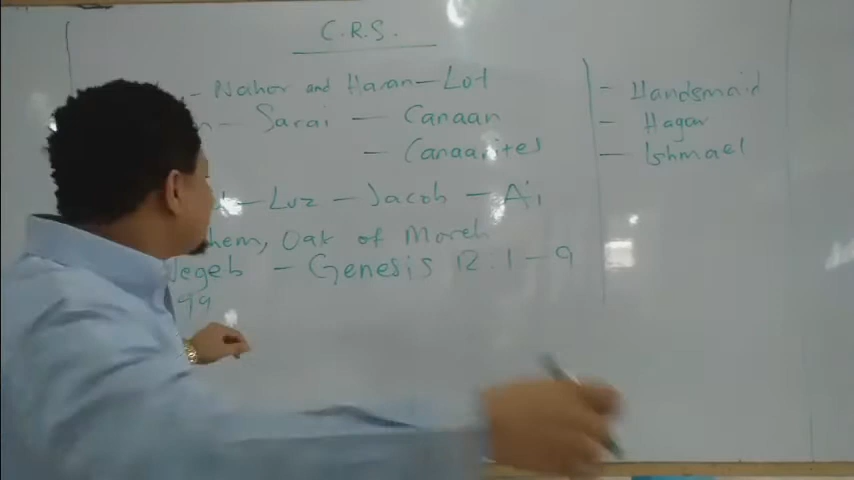 C.R.S.
- Nahor and Haran - Lot
- Sarai - Canaan
- Canaanites
- Luz - Jacob - Ai
Oak of Moreh
Negeb - Genesis 12:1-9
99
- Handsmaid
- Hagar
- Ishmael